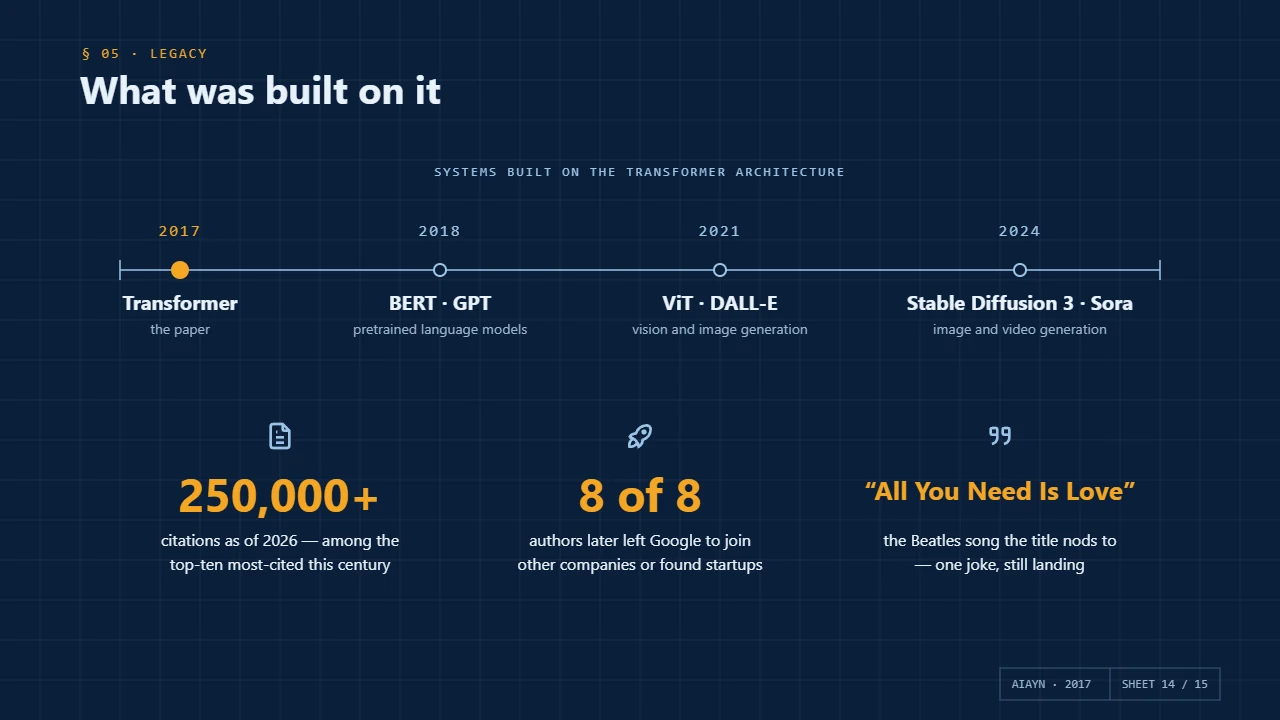 § 05 · LEGACY
What was built on it
SYSTEMS BUILT ON THE TRANSFORMER ARCHITECTURE
2017
2018
2021
2024
Transformer
BERT · GPT
ViT · DALL-E
Stable Diffusion 3 · Sora
the paper
pretrained language models
vision and image generation
image and video generation
250,000+
citations as of 2026 — among the
top-ten most-cited this century
8 of 8
authors later left Google to join
other companies or found startups
“All You Need Is Love”
the Beatles song the title nods to
— one joke, still landing
AIAYN · 2017
SHEET 14 / 15